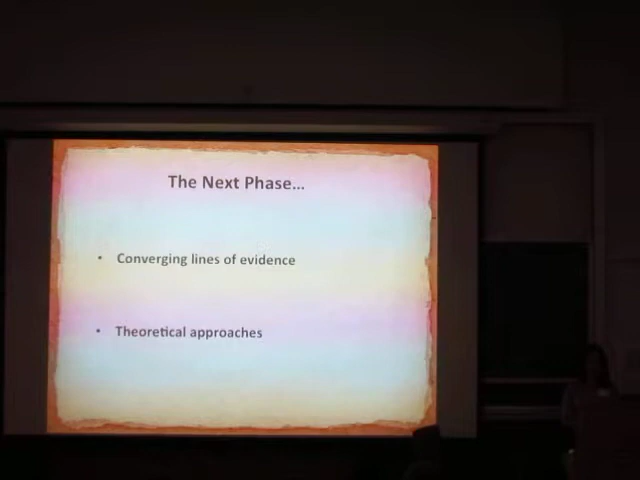 The Next Phase...
• Converging lines of evidence
• Theoretical approaches